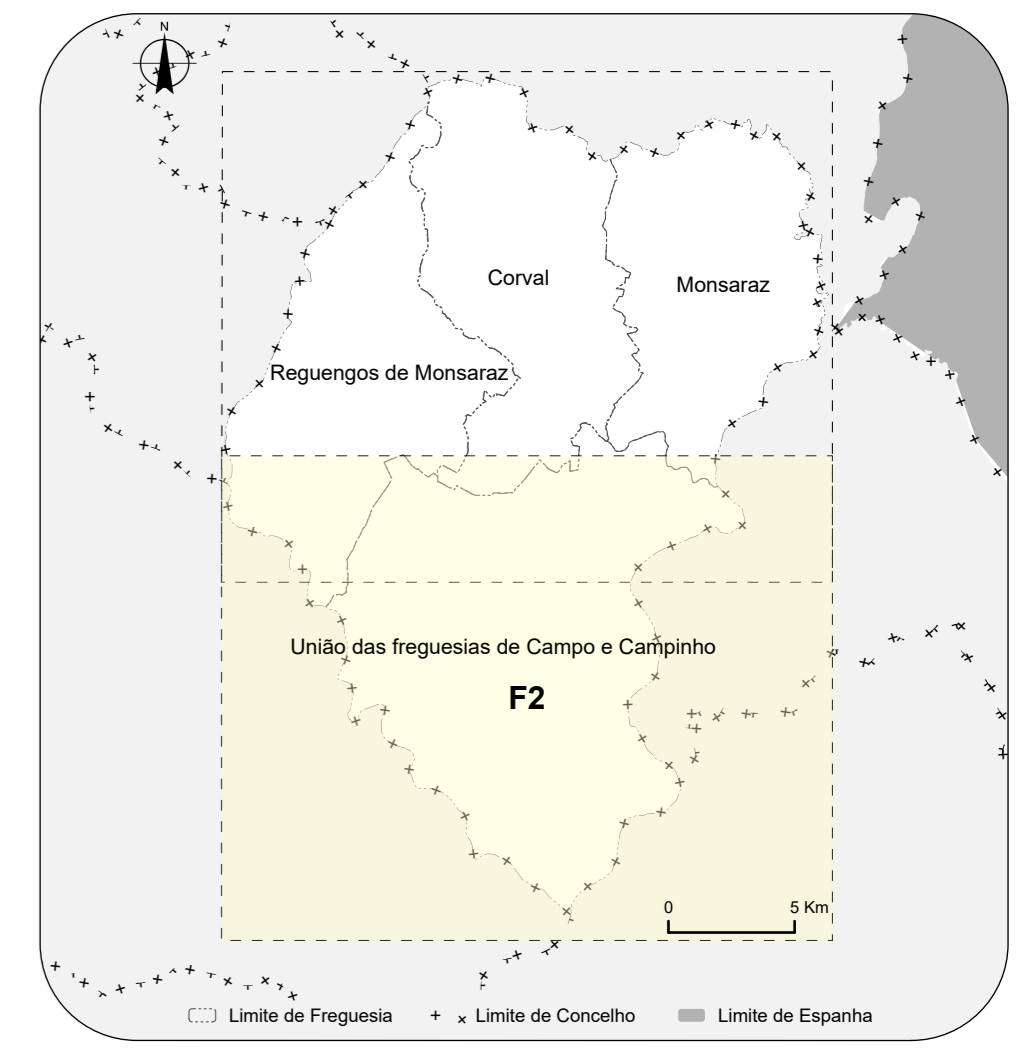 N
Corval
Monsaraz
Reguengos de Monsaraz
União das freguesias de Campo e Campinho
F2
0 5 Km
Limite de Freguesia Limite de Concelho Limite de Espanha